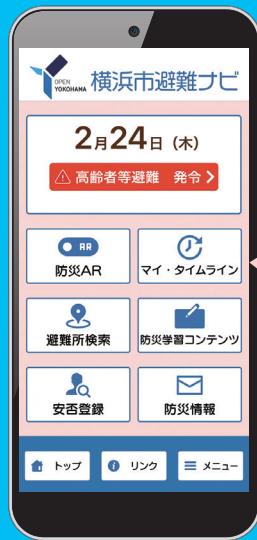 OPEN
YOKOHAMA
横浜市避難ナビ
2月24日（木）
高齢者等避難 発令
AR
防災AR
マイ・タイムライン
避難所検索
防災学習コンテンツ
安否登録
防災情報
トップ
リンク
メニュー